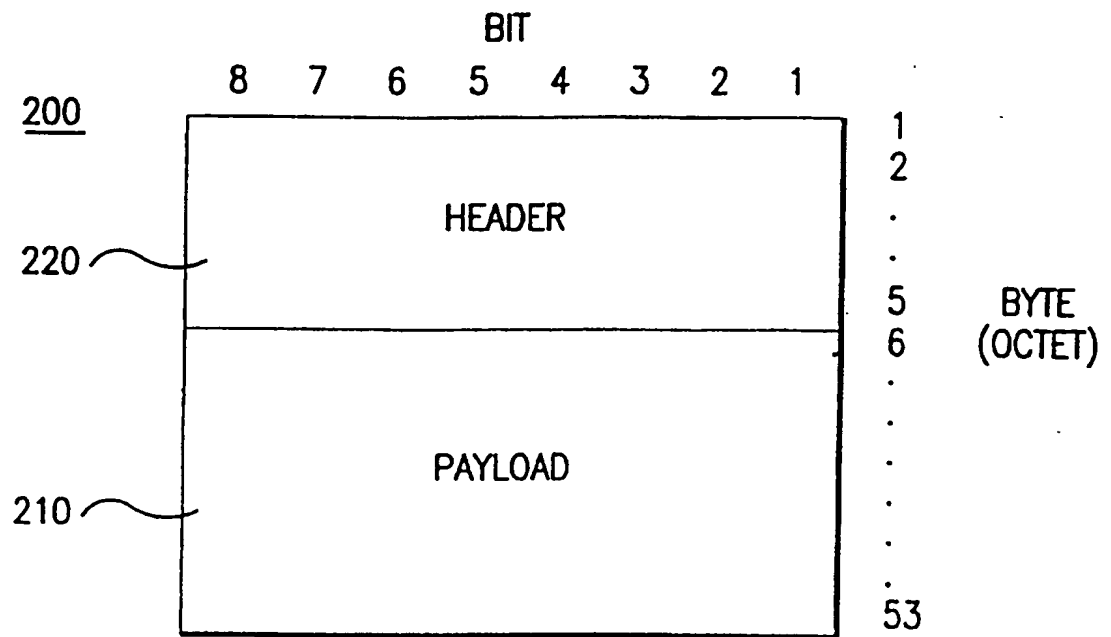 BIT
8 7 6 5 4 3 2 1
200
1
2
.
HEADER
220
.
5
BYTE
6
(OCTET)
.
.
PAYLOAD
.
210
.
.
.
53